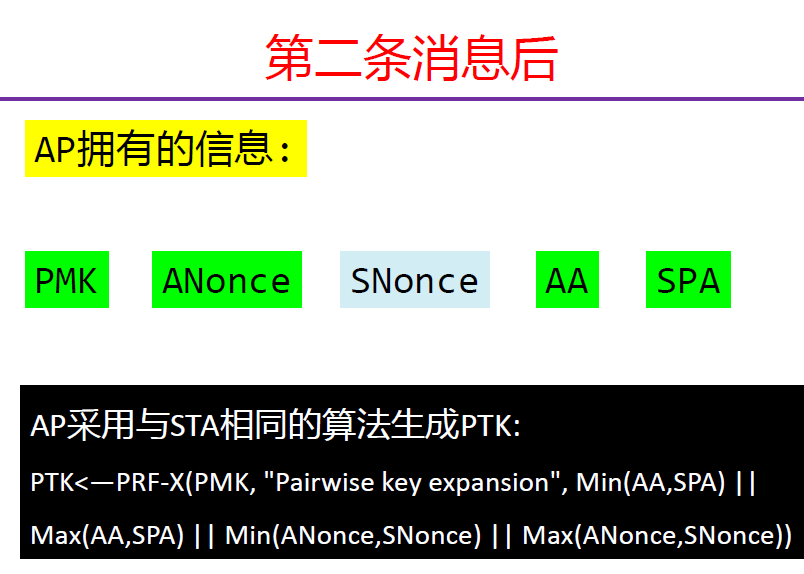 第二条消息后
AP拥有的信息:
PMK ANonce SNonce AA SPA
AP采用与STA相同的算法生成PTK:
PTK<—PRF-X(PMK, "Pairwise key expansion", Min(AA,SPA) ||
Max(AA,SPA) || Min(ANonce,SNonce) || Max(ANonce,SNonce))